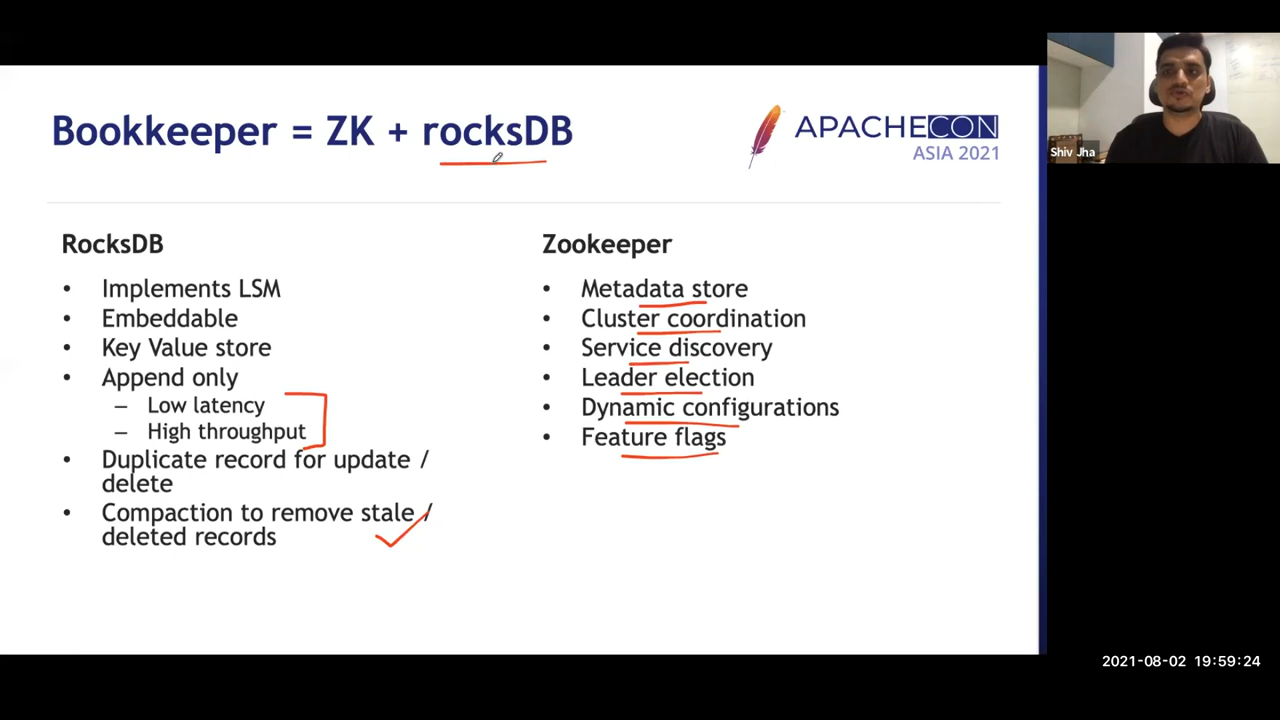 Bookkeeper = ZK + rocksDB
APACHECON
ASIA 2021
Shiv Jha
RocksDB
• Implements LSM
• Embeddable
• Key Value store
• Append only
– Low latency
– High throughput
• Duplicate record for update /
delete
• Compaction to remove stale /
deleted records
Zookeeper
• Metadata store
• Cluster coordination
• Service discovery
• Leader election
• Dynamic configurations
• Feature flags
2021-08-02 19:59:24